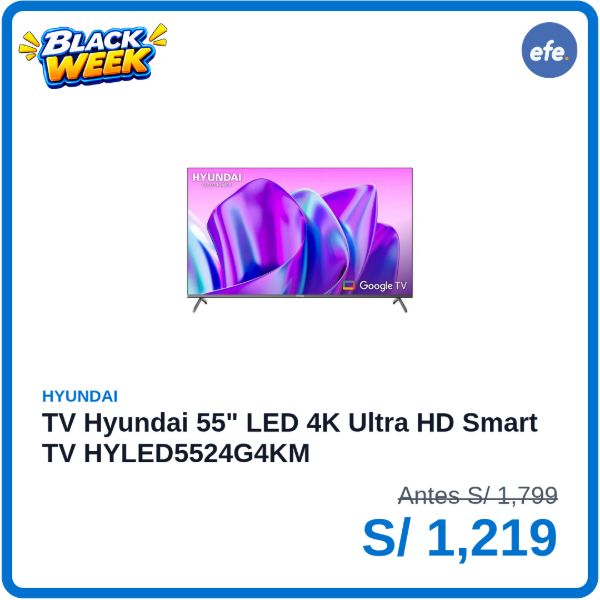 BLACK
WEEK
efe.
HYUNDAI
Google TV
HYUNDAI
TV Hyundai 55" LED 4K Ultra HD Smart
TV HYLED5524G4KM
Antes S/ 1,799
S/ 1,219